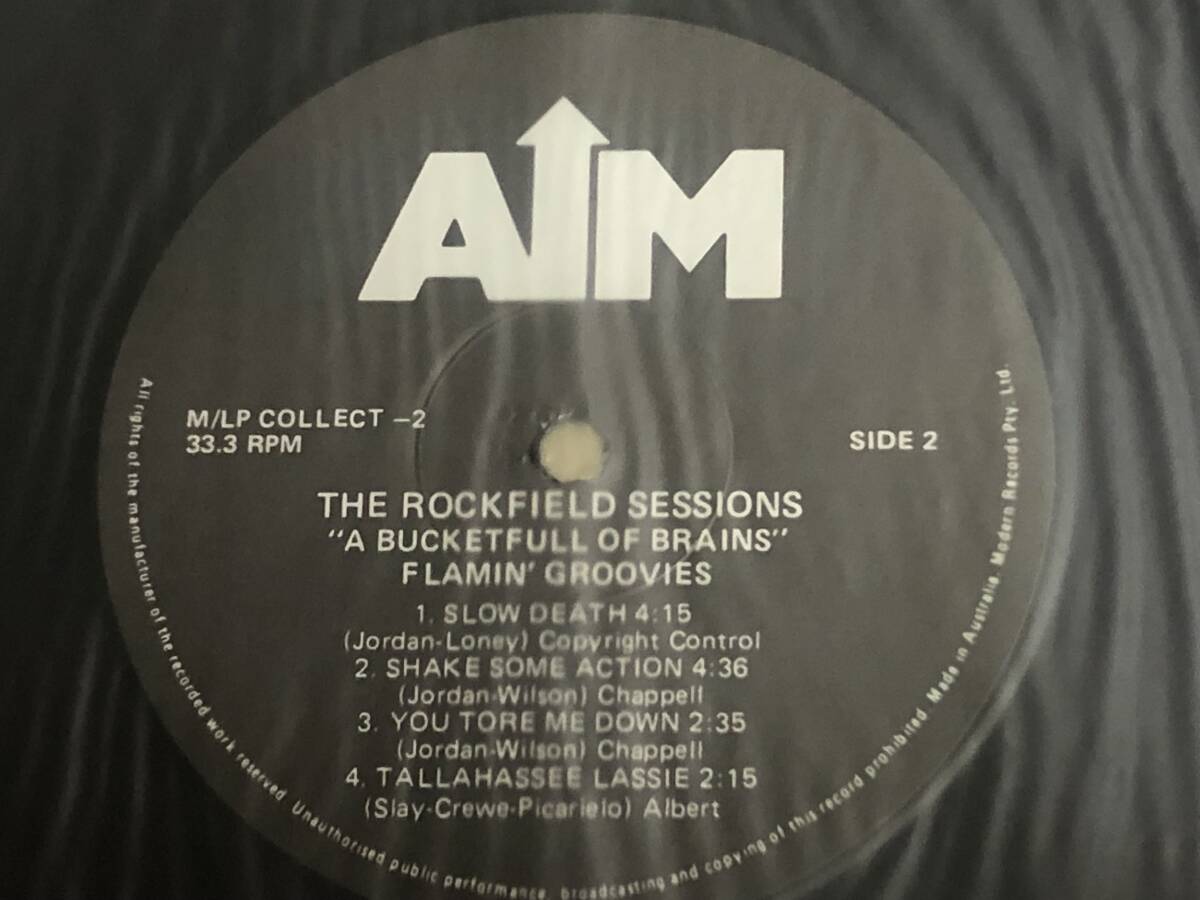 AIM
M/LP COLLECT –2
33.3 RPM
SIDE 2
THE ROCKFIELD SESSIONS
"A BUCKETFULL OF BRAINS"
FLAMIN' GROOVIES
1. SLOW DEATH 4:15
(Jordan-Loney) Copyright Control
2. SHAKE SOME ACTION 4:36
(Jordan-Wilson) Chappell
3. YOU TORE ME DOWN 2:35
(Jordan-Wilson) Chappell
4. TALLAHASSEE LASSIE 2:15
(Slay-Crewe-Picarielo) Albert
All rights of the manufacturer of the recorded work reserved. Unauthorised public performance, broadcasting and copying of this record prohibited. Made in Australia. Modern Records Pty. Ltd.